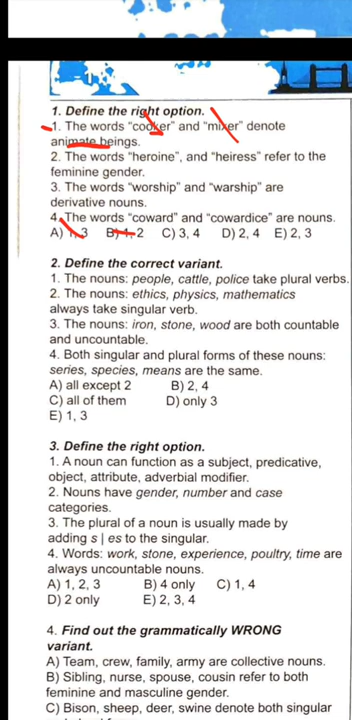 1. Define the right option.
1. The words “cooker” and “mixer” denote
animate beings.
2. The words “heroine”, and “heiress” refer to the
feminine gender.
3. The words “worship” and “warship” are
derivative nouns.
4. The words “coward” and “cowardice” are nouns.
A) 1, 3 B) 1, 2 C) 3, 4 D) 2, 4 E) 2, 3
2. Define the correct variant.
1. The nouns: people, cattle, police take plural verbs.
2. The nouns: ethics, physics, mathematics
always take singular verb.
3. The nouns: iron, stone, wood are both countable
and uncountable.
4. Both singular and plural forms of these nouns:
series, species, means are the same.
A) all except 2 B) 2, 4
C) all of them D) only 3
E) 1, 3
3. Define the right option.
1. A noun can function as a subject, predicative,
object, attribute, adverbial modifier.
2. Nouns have gender, number and case
categories.
3. The plural of a noun is usually made by
adding s | es to the singular.
4. Words: work, stone, experience, poultry, time are
always uncountable nouns.
A) 1, 2, 3 B) 4 only C) 1, 4
D) 2 only E) 2, 3, 4
4. Find out the grammatically WRONG
variant.
A) Team, crew, family, army are collective nouns.
B) Sibling, nurse, spouse, cousin refer to both
feminine and masculine gender.
C) Bison, sheep, deer, swine denote both singular